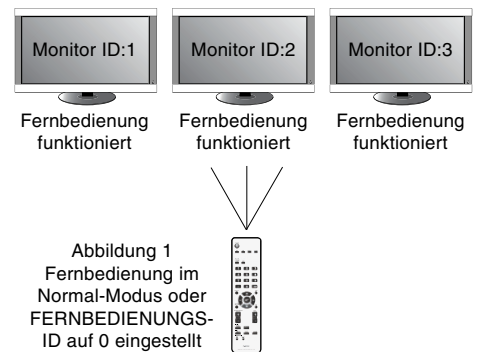 Monitor ID:1
Monitor ID:2
Monitor ID:3
Fernbedienung
funktioniert
Fernbedienung
funktioniert
Fernbedienung
funktioniert
Abbildung 1
Fernbedienung im
Normal-Modus oder
FERNBEDIENUNGS-
ID auf 0 eingestellt